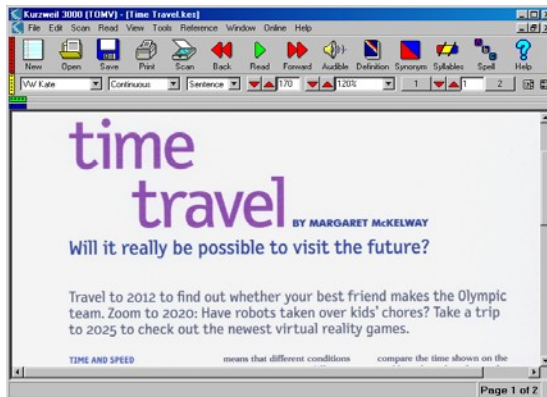 Kurzweil 3000 (TOMV) - [Time Travel.kes]
File Edit Scan Read View Tools Reference Window Online Help
New Open Save Print Scan Back Read Forward Audible Definition Synonym Syllables Spell Help
VW Kate Continuous Sentence 170 120% 1 1 2
time
travel
BY MARGARET McKELWAY
Will it really be possible to visit the future?
Travel to 2012 to find out whether your best friend makes the Olympic
team. Zoom to 2020: Have robots taken over kids' chores? Take a trip
to 2025 to check out the newest virtual reality games.
TIME AND SPEED means that different conditions compare the time shown on the
Page 1 of 2